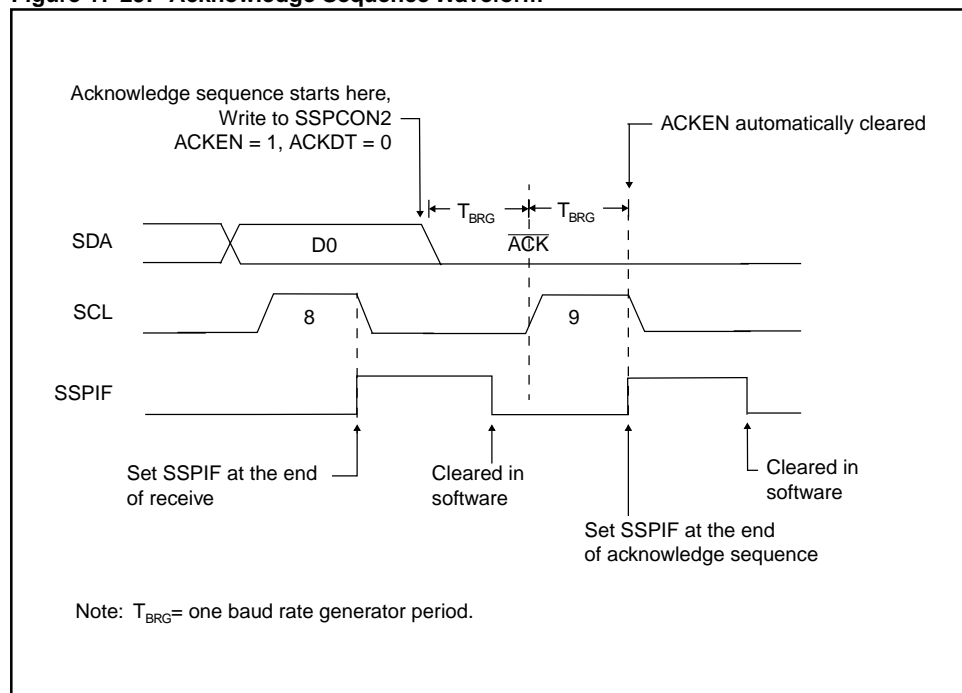 Acknowledge sequence starts here,
Write to SSPCON2
ACKEN = 1, ACKDT = 0
ACKEN automatically cleared
TBRG
TBRG
SDA
D0
ACK
SCL
8
9
SSPIF
Set SSPIF at the end
of receive
Cleared in
software
Set SSPIF at the end
of acknowledge sequence
Cleared in
software
Note: TBRG= one baud rate generator period.